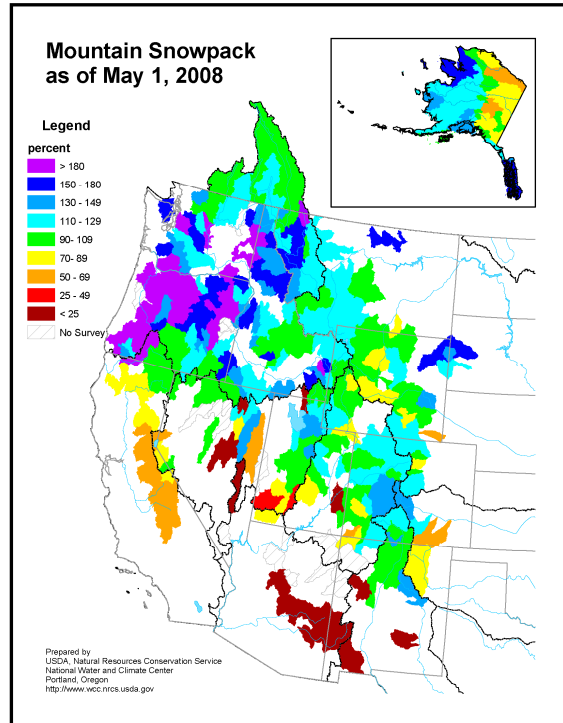 Mountain Snowpack
as of May 1, 2008
Legend
percent
> 180
150 - 180
130 - 149
110 - 129
90 - 109
70 - 89
50 - 69
25 - 49
< 25
No Survey
Prepared by
USDA, Natural Resources Conservation Service
National Water and Climate Center
Portland, Oregon
http://www.wcc.nrcs.usda.gov